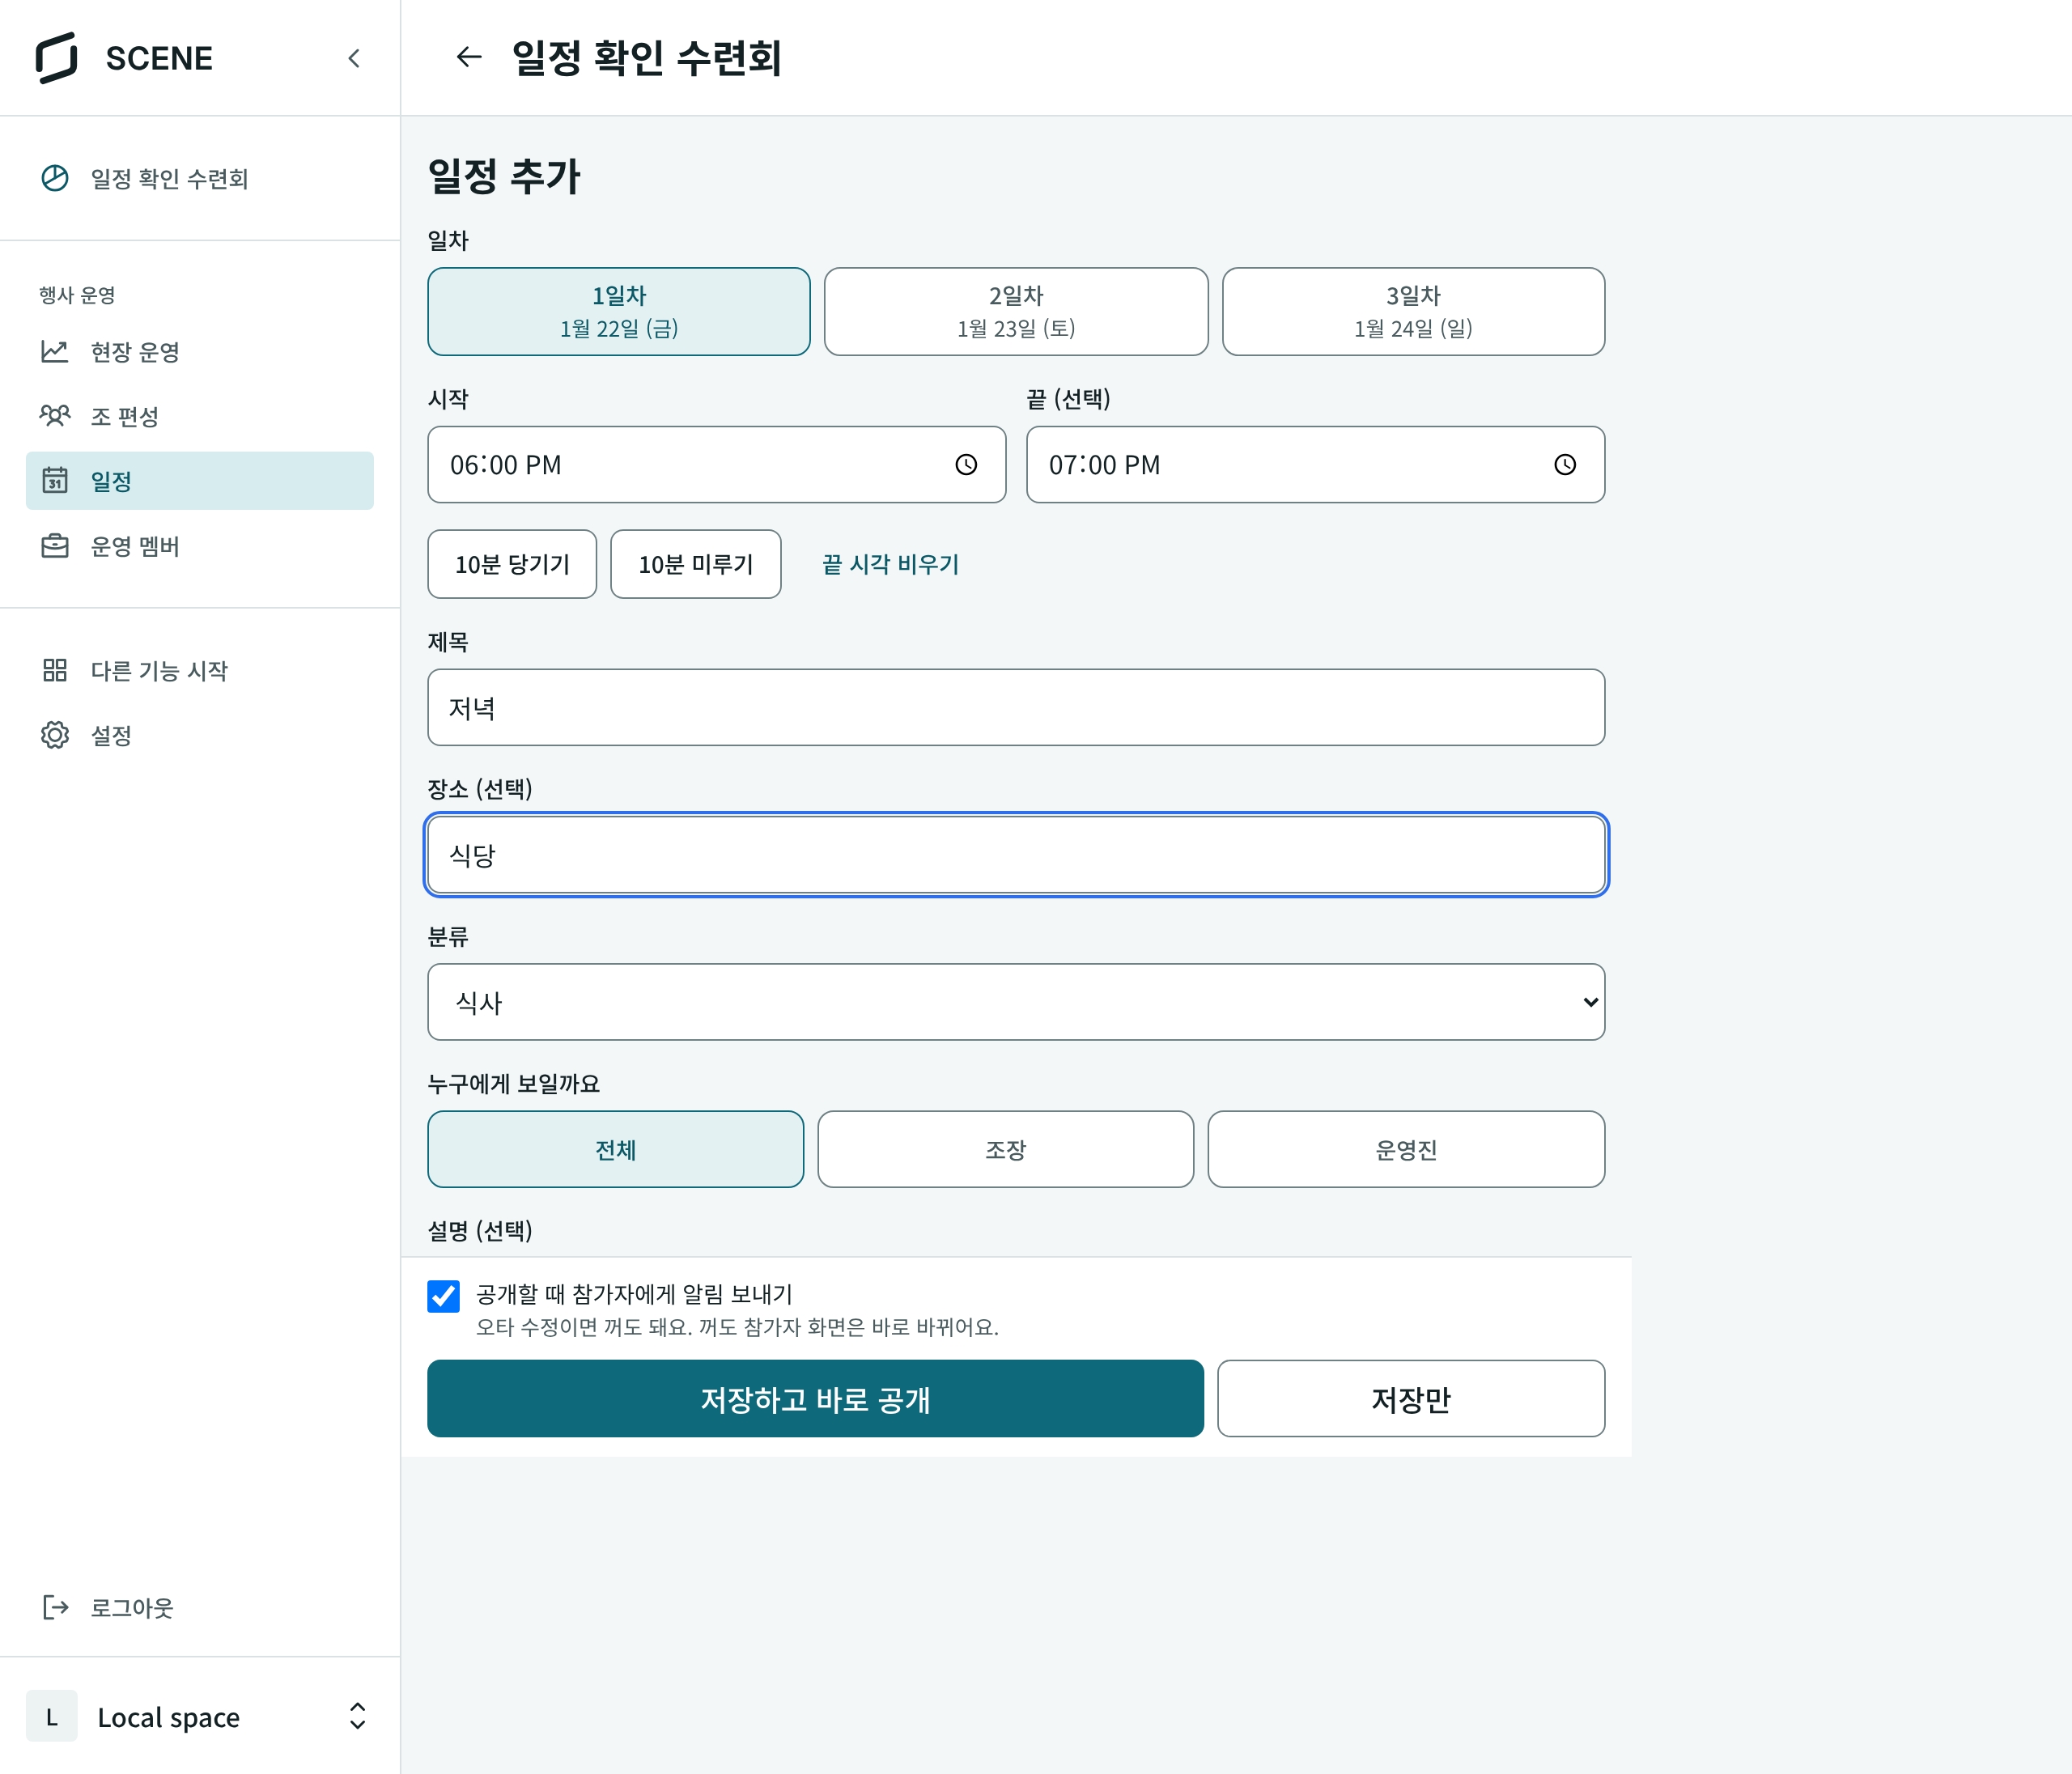 SCENE
일정 확인 수련회
일정 확인 수련회
행사 운영
현장 운영
조 편성
31
일정
운영 멤버
다른 기능 시작
설정
로그아웃
L
Local space
일정 추가
일차
1일차
1월 22일 (금)
2일차
1월 23일 (토)
3일차
1월 24일 (일)
시작
끝 (선택)
06:00 PM
07:00 PM
10분 당기기
10분 미루기
끝 시각 비우기
제목
저녁
장소 (선택)
식당
분류
식사
누구에게 보일까요
전체
조장
운영진
설명 (선택)
공개할 때 참가자에게 알림 보내기
오타 수정이면 꺼도 돼요. 꺼도 참가자 화면은 바로 바뀌어요.
저장하고 바로 공개
저장만